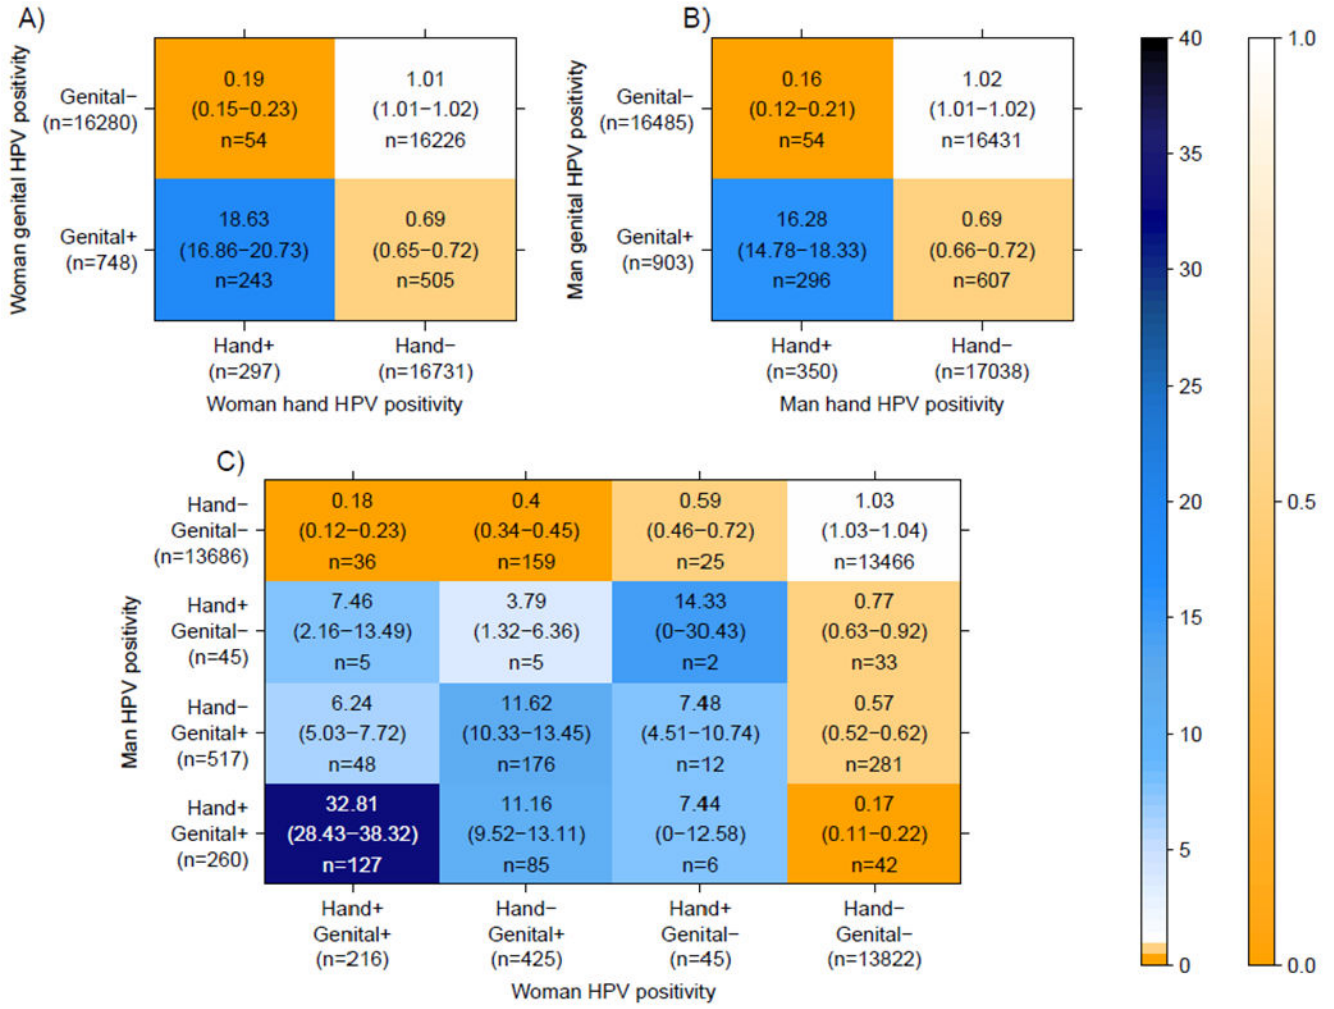 A)
Woman genital HPV positivity
Genital−
(n=16280)
0.19
(0.15−0.23)
n=54
1.01
(1.01−1.02)
n=16226
Genital+
(n=748)
18.63
(16.86−20.73)
n=243
0.69
(0.65−0.72)
n=505
Hand+
(n=297)
Hand−
(n=16731)
Woman hand HPV positivity
B)
Man genital HPV positivity
Genital−
(n=16485)
0.16
(0.12−0.21)
n=54
1.02
(1.01−1.02)
n=16431
Genital+
(n=903)
16.28
(14.78−18.33)
n=296
0.69
(0.66−0.72)
n=607
Hand+
(n=350)
Hand−
(n=17038)
Man hand HPV positivity
C)
Man HPV positivity
Hand−
Genital−
(n=13686)
0.18
(0.12−0.23)
n=36
0.4
(0.34−0.45)
n=159
0.59
(0.46−0.72)
n=25
1.03
(1.03−1.04)
n=13466
Hand+
Genital−
(n=45)
7.46
(2.16−13.49)
n=5
3.79
(1.32−6.36)
n=5
14.33
(0−30.43)
n=2
0.77
(0.63−0.92)
n=33
Hand−
Genital+
(n=517)
6.24
(5.03−7.72)
n=48
11.62
(10.33−13.45)
n=176
7.48
(4.51−10.74)
n=12
0.57
(0.52−0.62)
n=281
Hand+
Genital+
(n=260)
32.81
(28.43−38.32)
n=127
11.16
(9.52−13.11)
n=85
7.44
(0−12.58)
n=6
0.17
(0.11−0.22)
n=42
Hand+
Genital+
(n=216)
Hand−
Genital+
(n=425)
Hand+
Genital−
(n=45)
Hand−
Genital−
(n=13822)
Woman HPV positivity
40
35
30
25
20
15
10
5
0
1.0
0.5
0.0